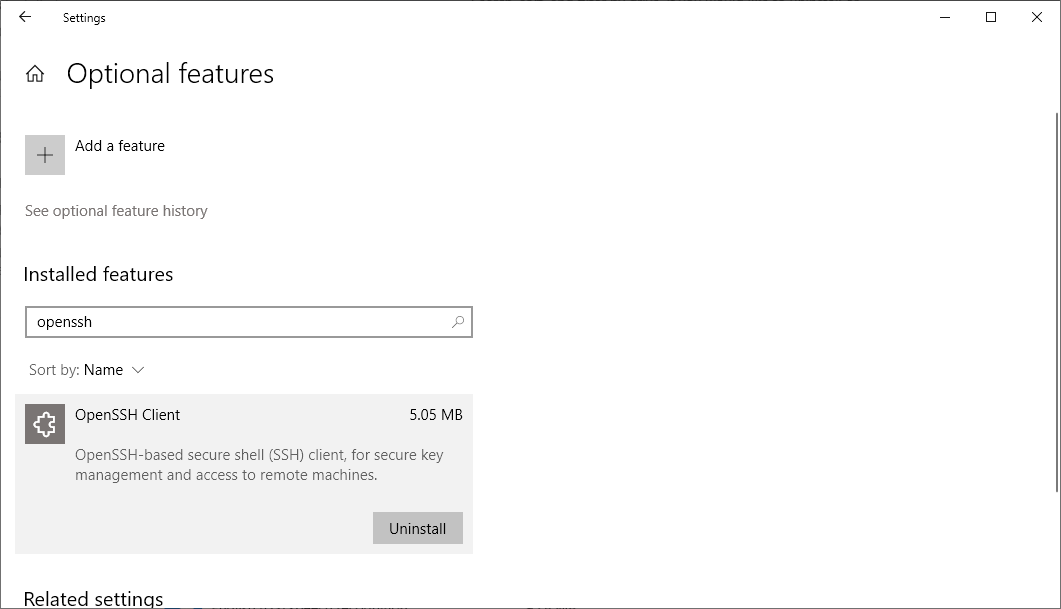 Settings
Optional features
Add a feature
See optional feature history
Installed features
openssh
Sort by: Name
OpenSSH Client 5.05 MB
OpenSSH-based secure shell (SSH) client, for secure key
management and access to remote machines.
Uninstall
Related settings